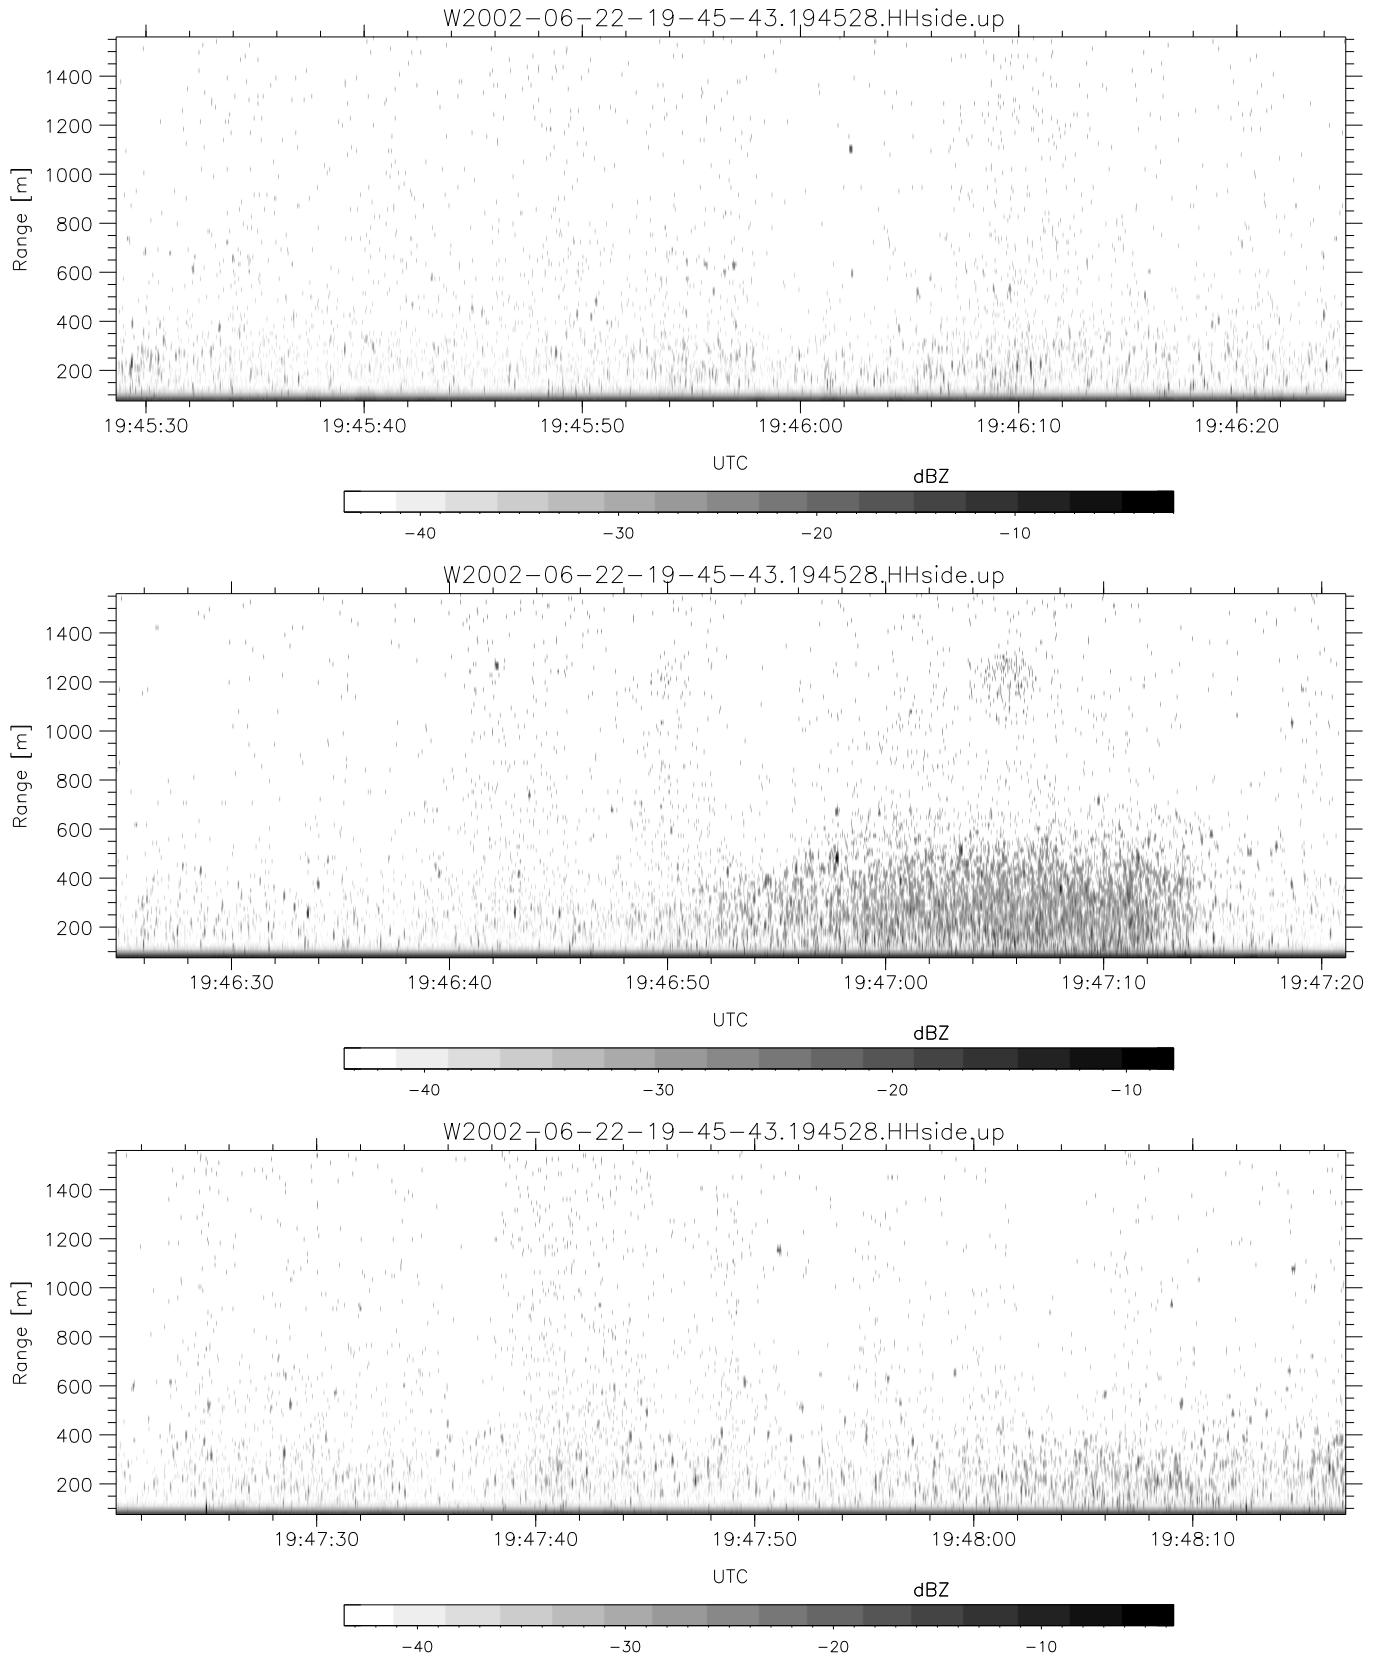 W2002-06-22-19-45-43.194528.HHside.up
1400
1200
1000
800
600
400
200
Range [m]
19:45:30 19:45:40 19:45:50 19:46:00 19:46:10 19:46:20
UTC
dBZ
-40 -30 -20 -10
W2002-06-22-19-45-43.194528.HHside.up
1400
1200
1000
800
600
400
200
Range [m]
19:46:30 19:46:40 19:46:50 19:47:00 19:47:10 19:47:20
UTC
dBZ
-40 -30 -20 -10
W2002-06-22-19-45-43.194528.HHside.up
1400
1200
1000
800
600
400
200
Range [m]
19:47:30 19:47:40 19:47:50 19:48:00 19:48:10
UTC
dBZ
-40 -30 -20 -10